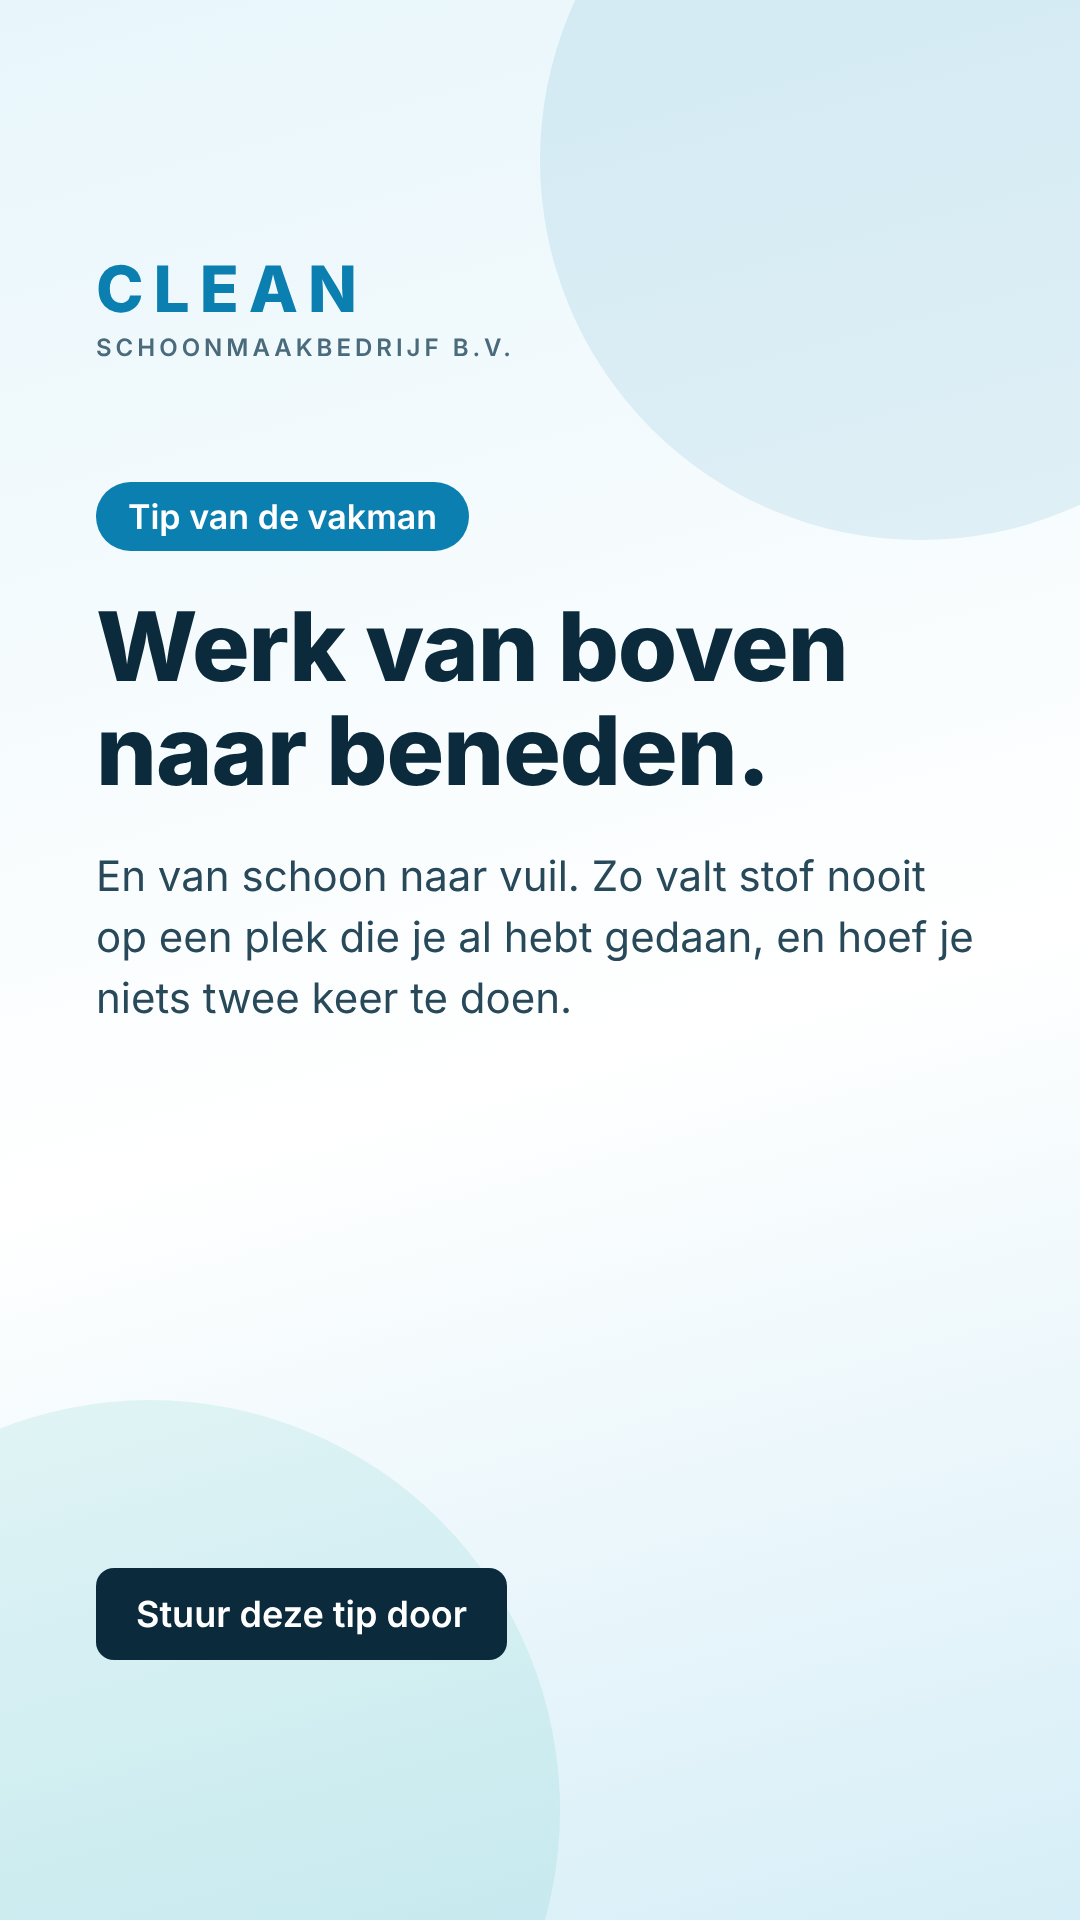 CLEAN
SCHOONMAAKBEDRIJF B.V.
Tip van de vakman
Werk van boven
naar beneden.
En van schoon naar vuil. Zo valt stof nooit
op een plek die je al hebt gedaan, en hoef je
niets twee keer te doen.
Stuur deze tip door